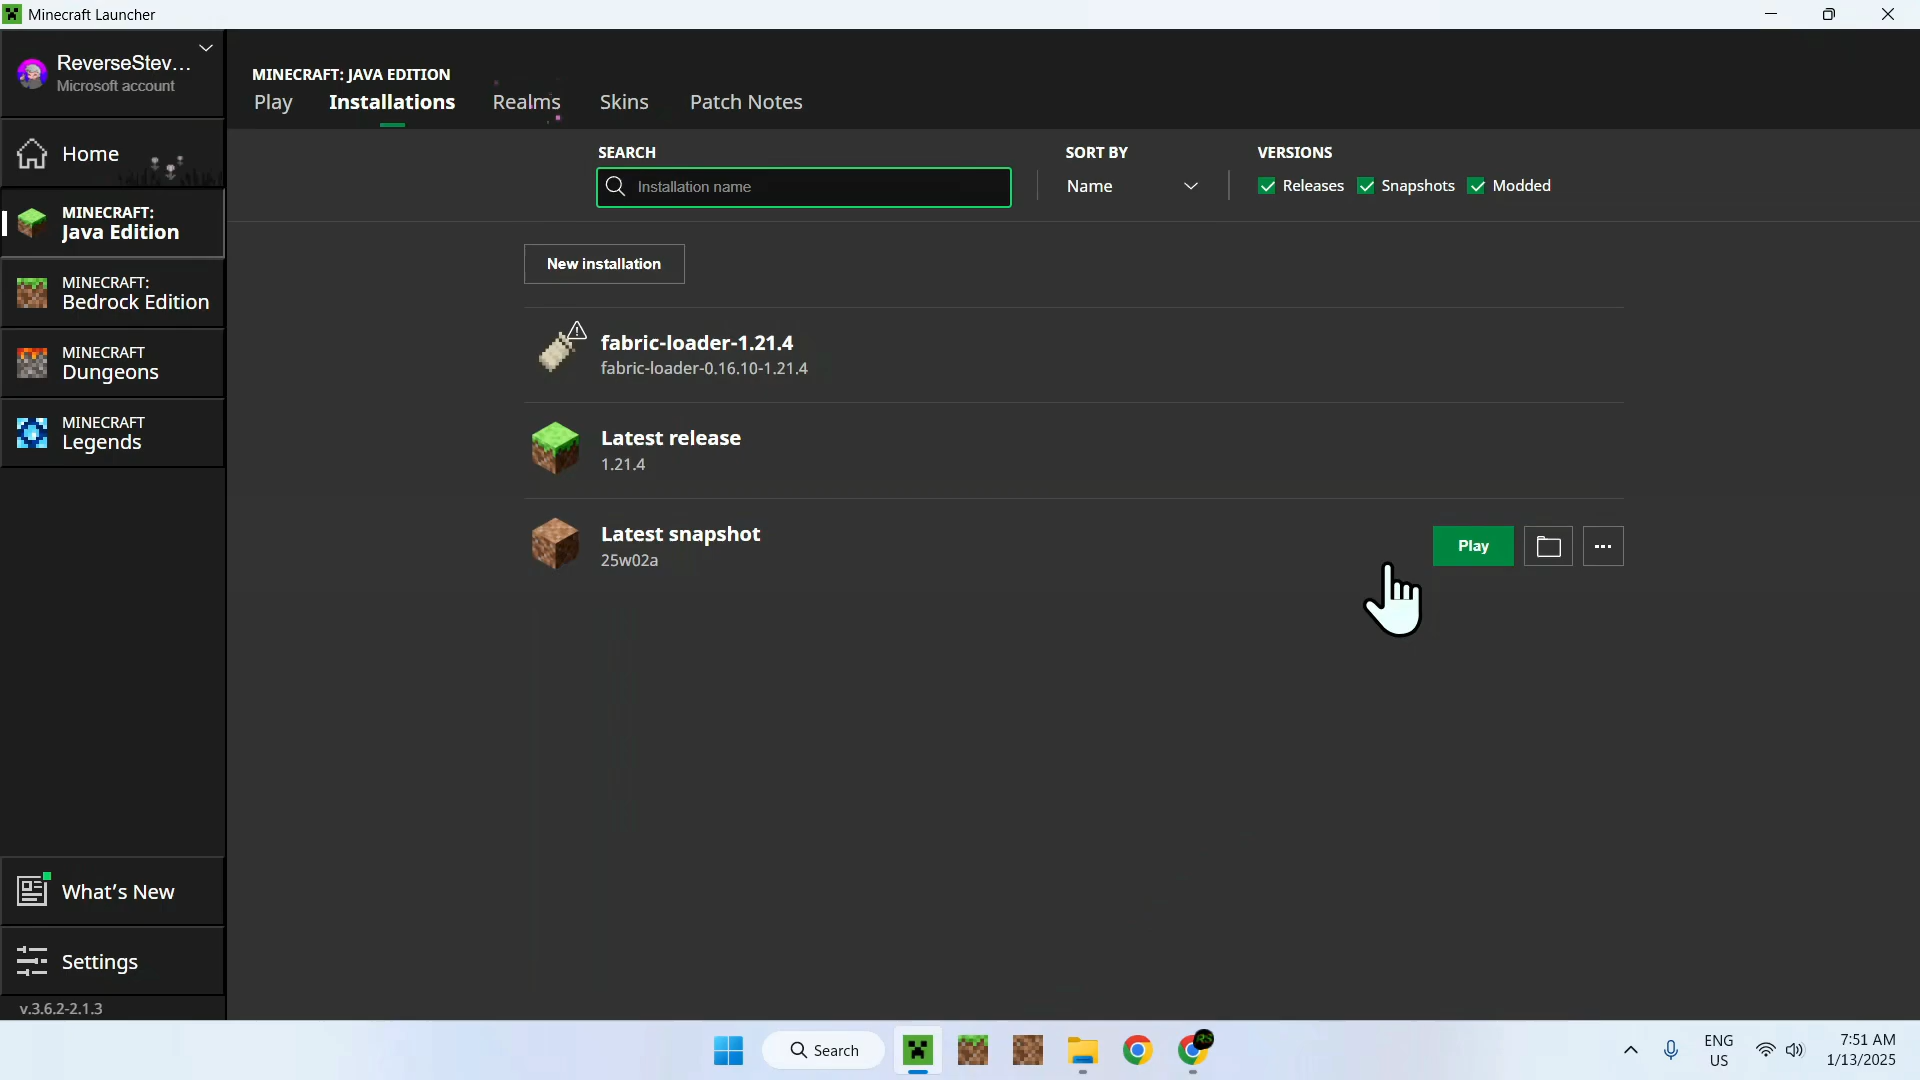 Minecraft Launcher
ReverseStev...
Microsoft account
Home
MINECRAFT:
Java Edition
MINECRAFT:
Bedrock Edition
MINECRAFT
Dungeons
MINECRAFT
Legends
What's New
Settings
v.3.6.2-2.1.3
MINECRAFT: JAVA EDITION
Play Installations Realms Skins Patch Notes
SEARCH
Installation name
SORT BY
Name
VERSIONS
Releases Snapshots Modded
New installation
fabric-loader-1.21.4
fabric-loader-0.16.10-1.21.4
Latest release
1.21.4
Latest snapshot
25w02a
Play
Search
RS
ENG
US
7:51 AM
1/13/2025